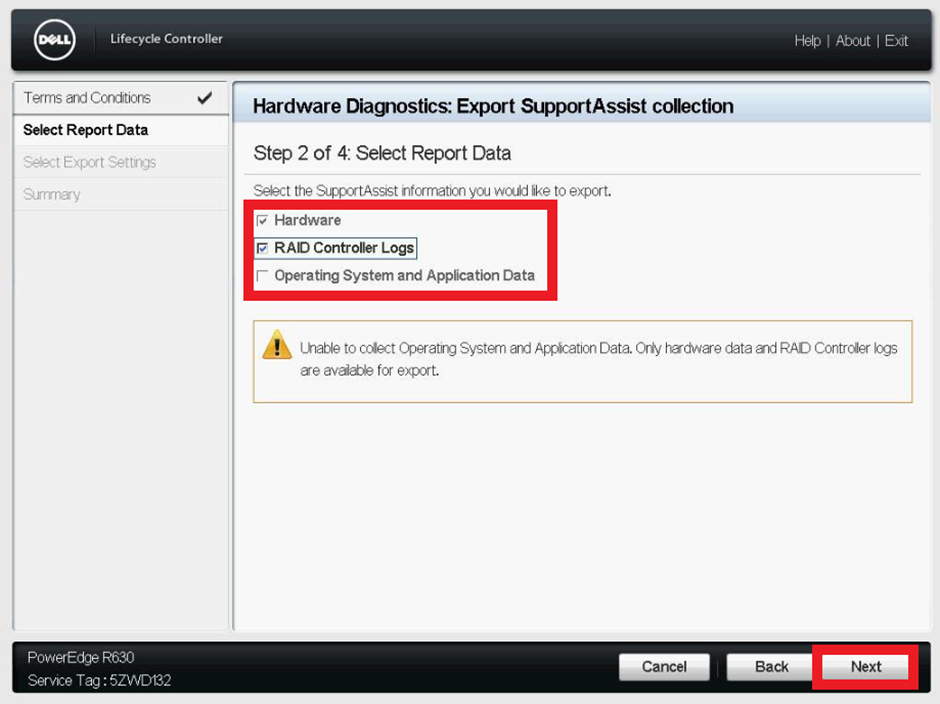 DELL
Lifecycle Controller
Help | About | Exit
Terms and Conditions
Select Report Data
Select Export Settings
Summary
Hardware Diagnostics: Export SupportAssist collection
Step 2 of 4: Select Report Data
Select the SupportAssist information you would like to export.
Hardware
RAID Controller Logs
Operating System and Application Data
Unable to collect Operating System and Application Data. Only hardware data and RAID Controller logs
are available for export.
PowerEdge R630
Service Tag : 5ZWD132
Cancel | Back Next